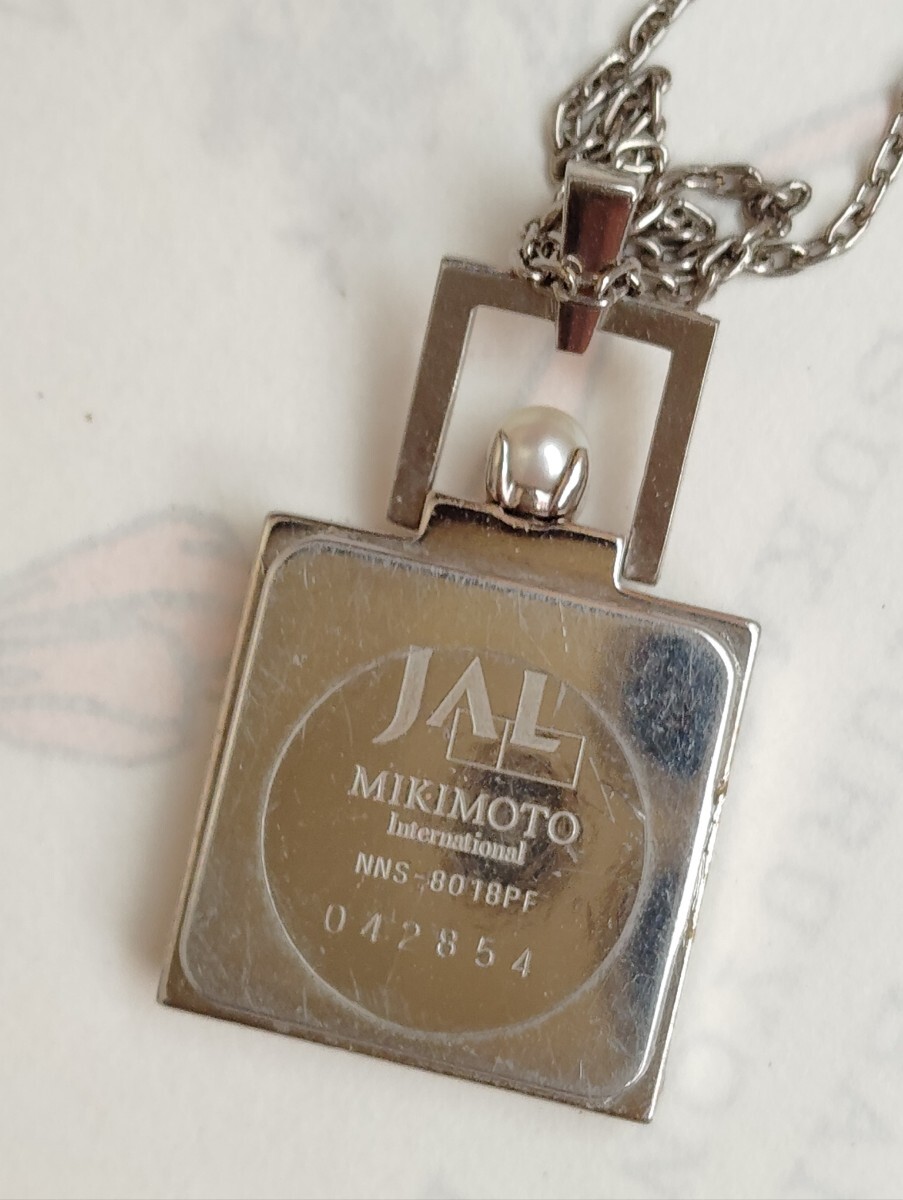 JAL
MIKIMOTO
International
NNS-8018PF
042854